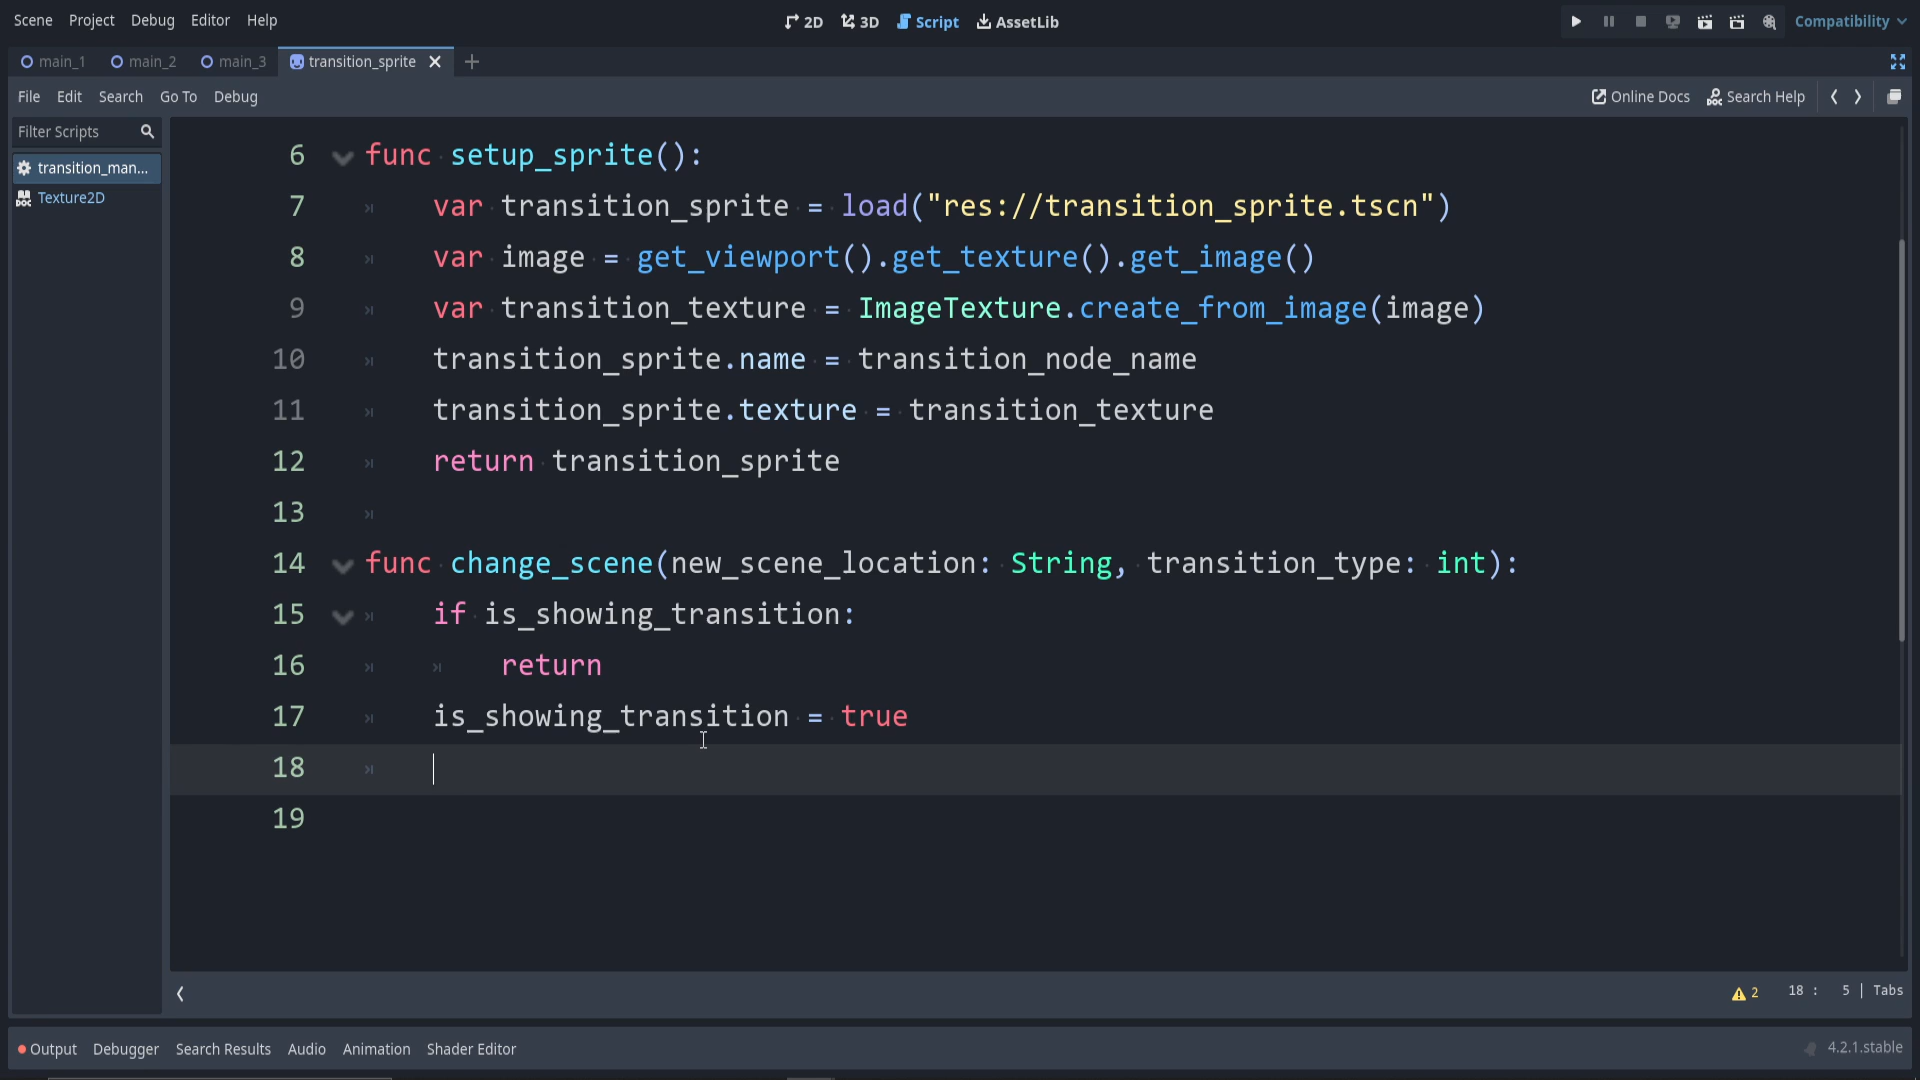 Scene Project Debug Editor Help 2D 3D Script AssetLib Compatibility
main_1 main_2 main_3 transition_sprite
File Edit Search Go To Debug Online Docs Search Help
Filter Scripts
transition_man...
Texture2D
6 func setup_sprite():
7 var transition_sprite = load("res://transition_sprite.tscn")
8 var image = get_viewport().get_texture().get_image()
9 var transition_texture = ImageTexture.create_from_image(image)
10 transition_sprite.name = transition_node_name
11 transition_sprite.texture = transition_texture
12 return transition_sprite
13
14 func change_scene(new_scene_location: String, transition_type: int):
15 if is_showing_transition:
16 return
17 is_showing_transition = true
18
19
2 18 : 5 | Tabs
Output Debugger Search Results Audio Animation Shader Editor 4.2.1.stable